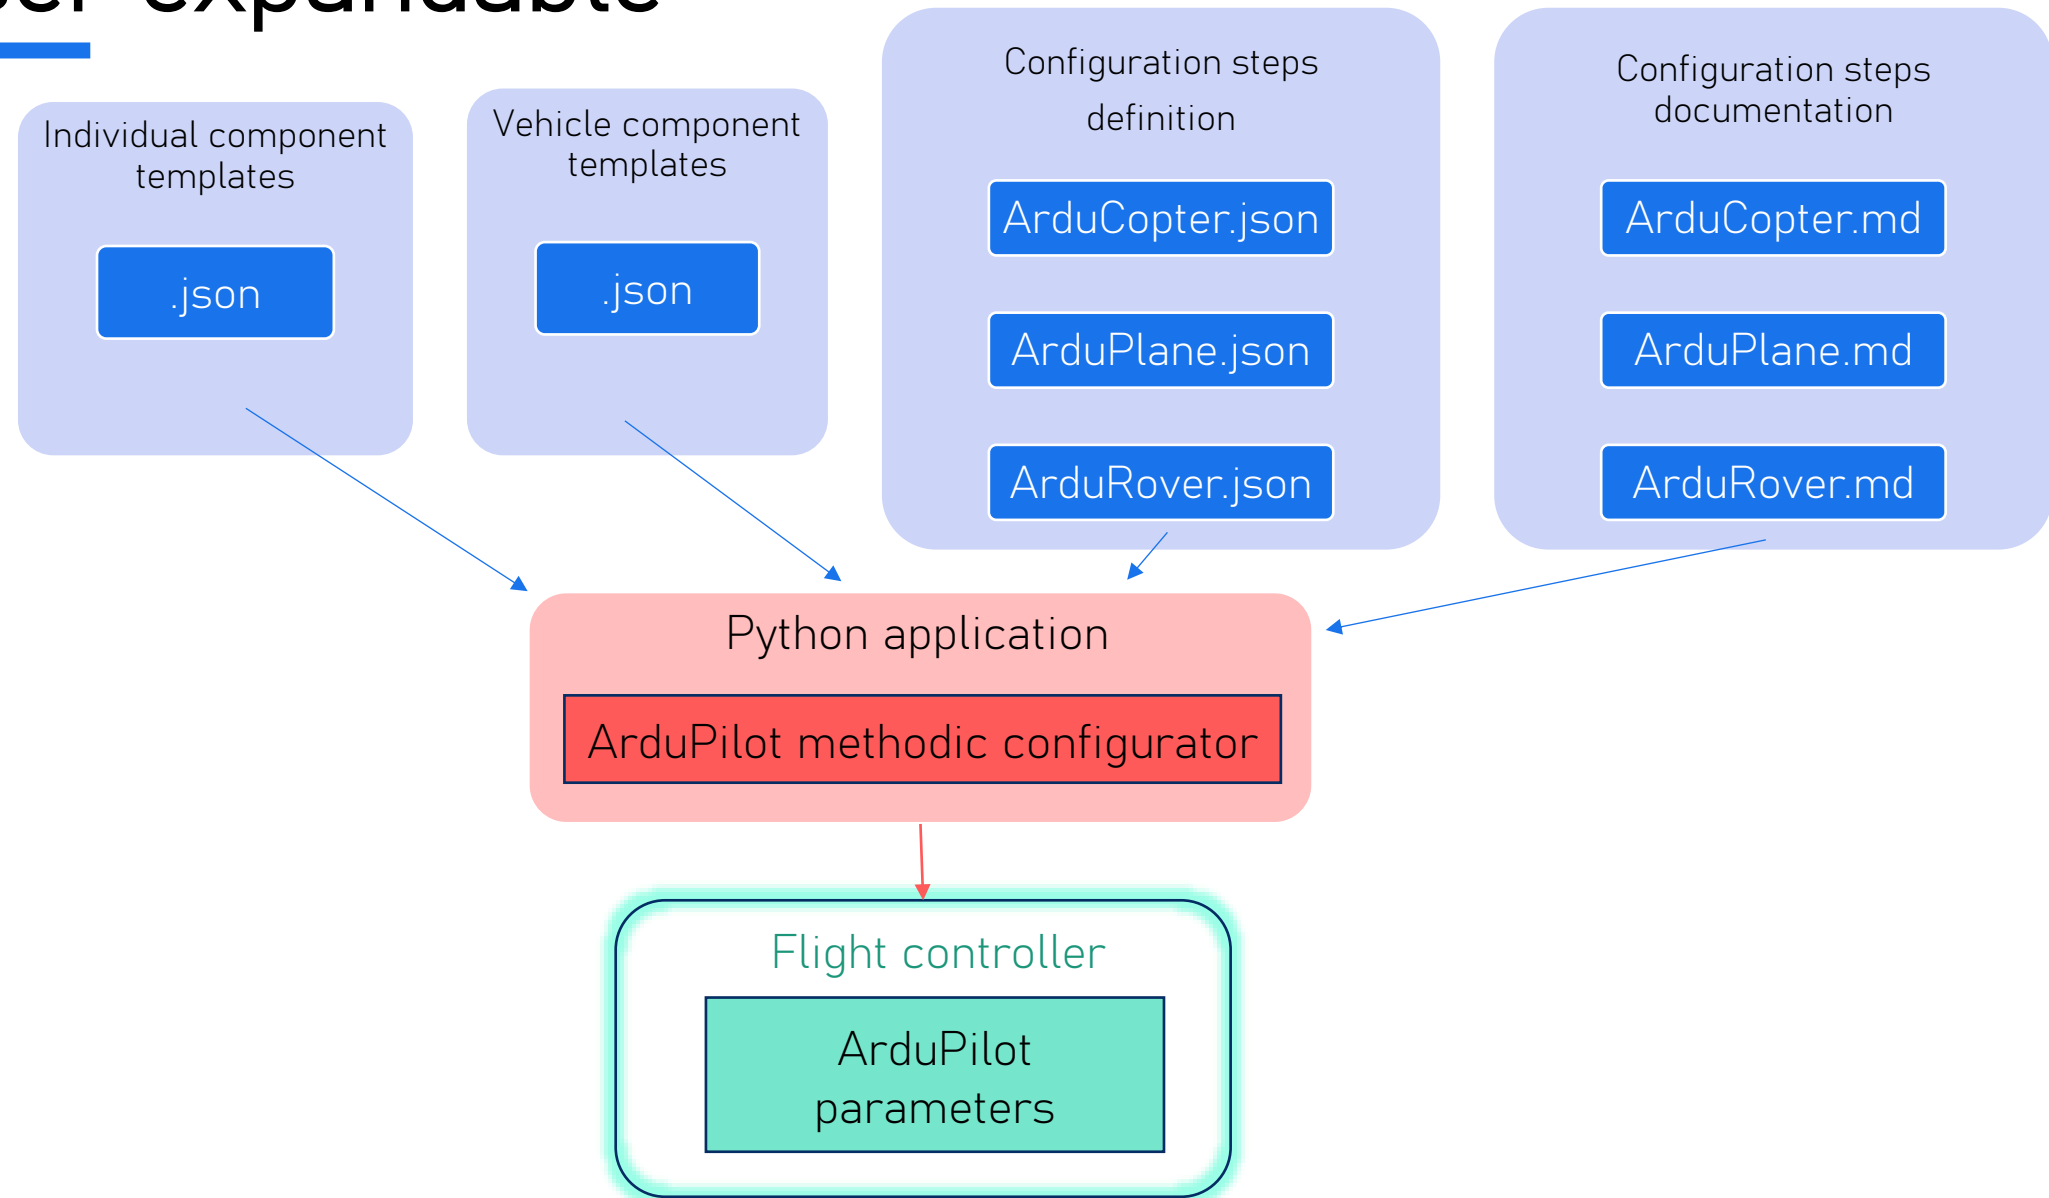 expandable
Individual component
templates
.json
Vehicle component
templates
.json
Configuration steps
definition
ArduCopter.json
ArduPlane.json
ArduRover.json
Configuration steps
documentation
ArduCopter.md
ArduPlane.md
ArduRover.md
Python application
ArduPilot methodic configurator
Flight controller
ArduPilot
parameters